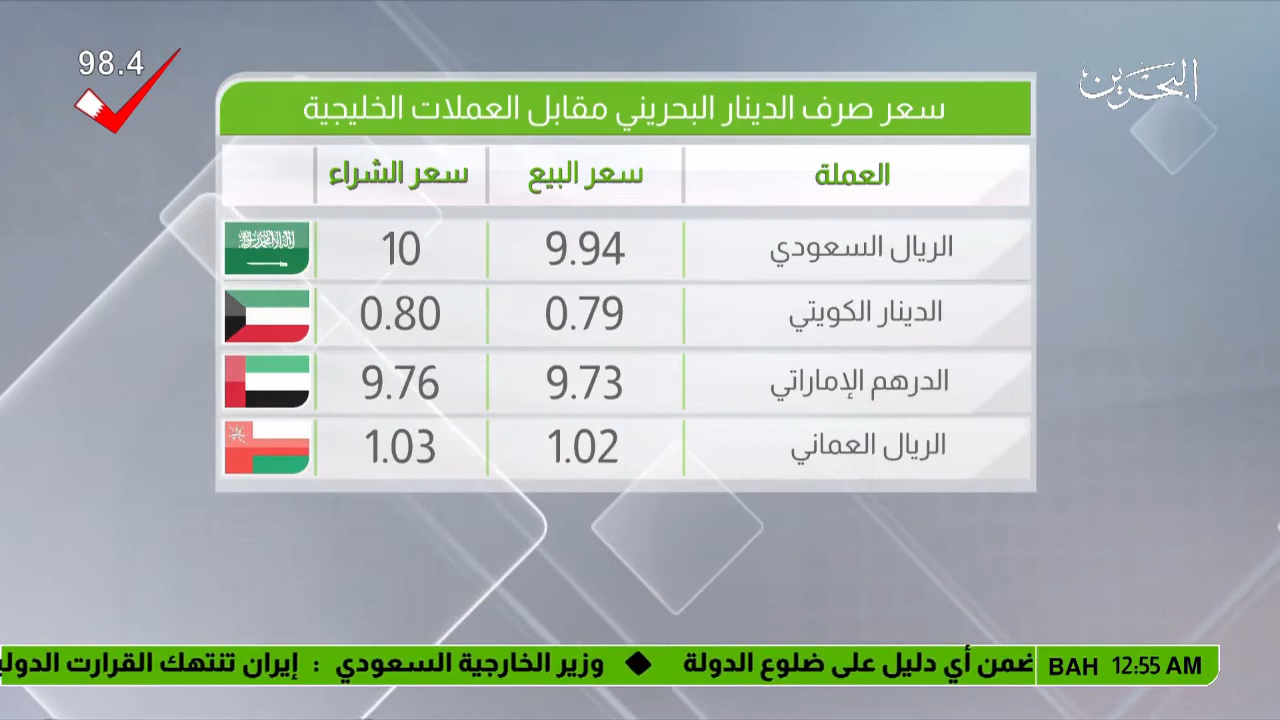 98.4
البحرين
سعر صرف الدينار البحريني مقابل العملات الخليجية
العملة سعر البيع سعر الشراء
الريال السعودي 9.94 10
الدينار الكويتي 0.79 0.80
الدرهم الإماراتي 9.73 9.76
الريال العماني 1.02 1.03
BAH 12:55 AM
ضمن أي دليل على ضلوع الدولة ◆ وزير الخارجية السعودي : إيران تنتهك القرارت